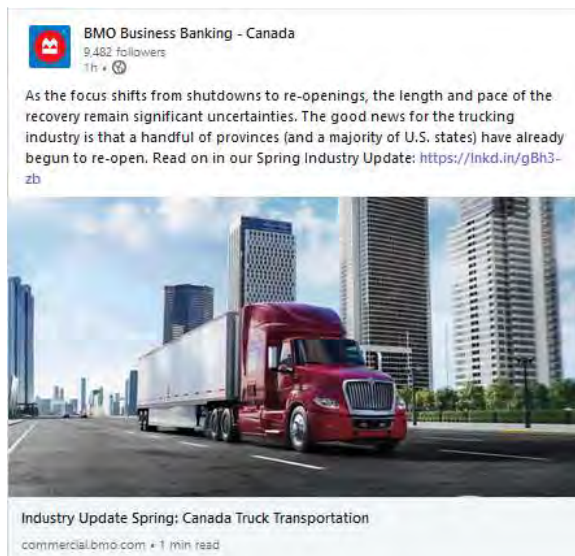 BMO Business Banking - Canada
9,482 followers
1h •
As the focus shifts from shutdowns to re-openings, the length and pace of the
recovery remain significant uncertainties. The good news for the trucking
industry is that a handful of provinces (and a majority of U.S. states) have already
begun to re-open. Read on in our Spring Industry Update: https://lnkd.in/gBh3-
zb
Industry Update Spring: Canada Truck Transportation
commercial.bmo.com • 1 min read